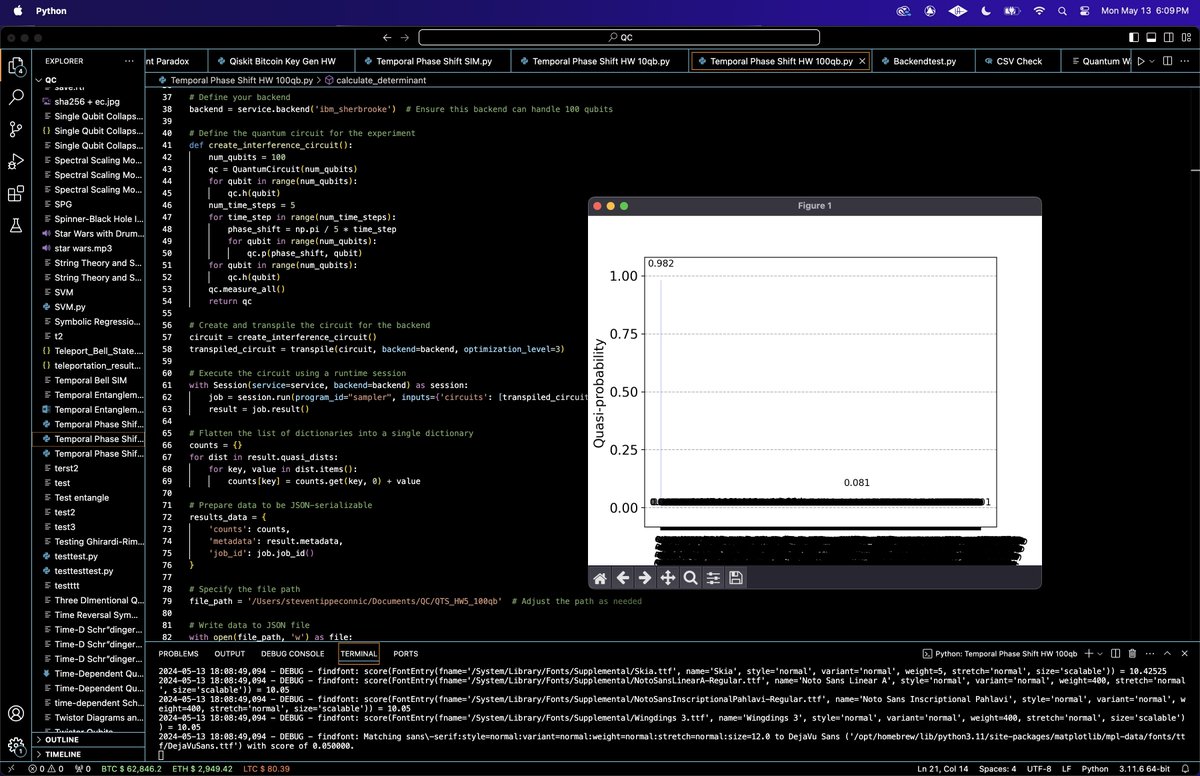 Python
Mon May 13 6:09 PM
QC
EXPLORER
nt Paradox
Qiskit Bitcoin Key Gen HW
Temporal Phase Shift SIM.py
Temporal Phase Shift HW 10qb.py
Temporal Phase Shift HW 100qb.py
Backendtest.py
CSV Check
Quantum W
QC
Temporal Phase Shift HW 100qb.py > calculate_determinant
save.rtf
sha256 + ec.jpg
Single Qubit Collaps...
Single Qubit Collaps...
Single Qubit Collaps...
Spectral Scaling Mo...
Spectral Scaling Mo...
Spectral Scaling Mo...
SPG
Spinner-Black Hole I...
Star Wars with Drum...
star wars.mp3
String Theory and S...
String Theory and S...
SVM
SVM.py
Symbolic Regressio...
t2
Teleport_Bell_State....
teleportation_result...
Temporal Bell SIM
Temporal Entanglem...
Temporal Entanglem...
Temporal Phase Shif...
Temporal Phase Shif...
Temporal Phase Shif...
terst2
test
Test entangle
test2
test3
Testing Ghirardi-Rim...
testtest.py
testtesttest.py
testttt
Three DImentional Q...
Time Reversal Sym...
Time-D Schr"dinger...
Time-D Schr"dinger...
Time-D Schr"dinger...
Time-Dependent Qu...
Time-Dependent Qu...
time-dependent Sch...
Twistor Diagrams an...
Twistor Qubits
OUTLINE
TIMELINE
37 # Define your backend
38 backend = service.backend('ibm_sherbrooke') # Ensure this backend can handle 100 qubits
39
40 # Define the quantum circuit for the experiment
41 def create_interference_circuit():
42 num_qubits = 100
43 qc = QuantumCircuit(num_qubits)
44 for qubit in range(num_qubits):
45 qc.h(qubit)
46 num_time_steps = 5
47 for time_step in range(num_time_steps):
48 phase_shift = np.pi / 5 * time_step
49 for qubit in range(num_qubits):
50 qc.p(phase_shift, qubit)
51 for qubit in range(num_qubits):
52 qc.h(qubit)
53 qc.measure_all()
54 return qc
55
56 # Create and transpile the circuit for the backend
57 circuit = create_interference_circuit()
58 transpiled_circuit = transpile(circuit, backend=backend, optimization_level=3)
59
60 # Execute the circuit using a runtime session
61 with Session(service=service, backend=backend) as session:
62 job = session.run(program_id="sampler", inputs={'circuits': [transpiled_circuit
63 result = job.result()
64
65 # Flatten the list of dictionaries into a single dictionary
66 counts = {}
67 for dist in result.quasi_dists:
68 for key, value in dist.items():
69 counts[key] = counts.get(key, 0) + value
70
71 # Prepare data to be JSON-serializable
72 results_data = {
73 'counts': counts,
74 'metadata': result.metadata,
75 'job_id': job.job_id()
76 }
77
78 # Specify the file path
79 file_path = '/Users/steventippeconnic/Documents/QC/QTS_HW5_100qb' # Adjust the path as needed
80
81 # Write data to JSON file
82 with open(file_path, 'w') as file:
Figure 1
0.982
1.00
0.75
0.50
0.25
0.00
Quasi-probability
0.081
PROBLEMS
OUTPUT
DEBUG CONSOLE
TERMINAL
PORTS
Python: Temporal Phase Shift HW 100qb
2024-05-13 18:08:49,094 - DEBUG - findfont: score(FontEntry(fname='/System/Library/Fonts/Supplemental/Skia.ttf', name='Skia', style='normal', variant='normal', weight=5, stretch='normal', size='scalable')) = 10.42525
2024-05-13 18:08:49,094 - DEBUG - findfont: score(FontEntry(fname='/System/Library/Fonts/Supplemental/NotoSansLinearA-Regular.ttf', name='Noto Sans Linear A', style='normal', variant='normal', weight=400, stretch='normal
', size='scalable')) = 10.05
2024-05-13 18:08:49,094 - DEBUG - findfont: score(FontEntry(fname='/System/Library/Fonts/Supplemental/NotoSansInscriptionalPahlavi-Regular.ttf', name='Noto Sans Inscriptional Pahlavi', style='normal', variant='normal', w
eight=400, stretch='normal', size='scalable')) = 10.05
2024-05-13 18:08:49,094 - DEBUG - findfont: score(FontEntry(fname='/System/Library/Fonts/Supplemental/Wingdings 3.ttf', name='Wingdings 3', style='normal', variant='normal', weight=400, stretch='normal', size='scalable')
) = 10.05
2024-05-13 18:08:49,094 - DEBUG - findfont: Matching sans\-serif:style=normal:variant=normal:weight=normal:stretch=normal:size=12.0 to DejaVu Sans ('/opt/homebrew/lib/python3.11/site-packages/matplotlib/mpl-data/fonts/tt
f/DejaVuSans.ttf') with score of 0.050000.
0 0 0
BTC $ 62,846.2
ETH $ 2,949.42
LTC $ 80.39
Ln 21, Col 14
Spaces: 4
UTF-8
LF
Python
3.11.6 64-bit